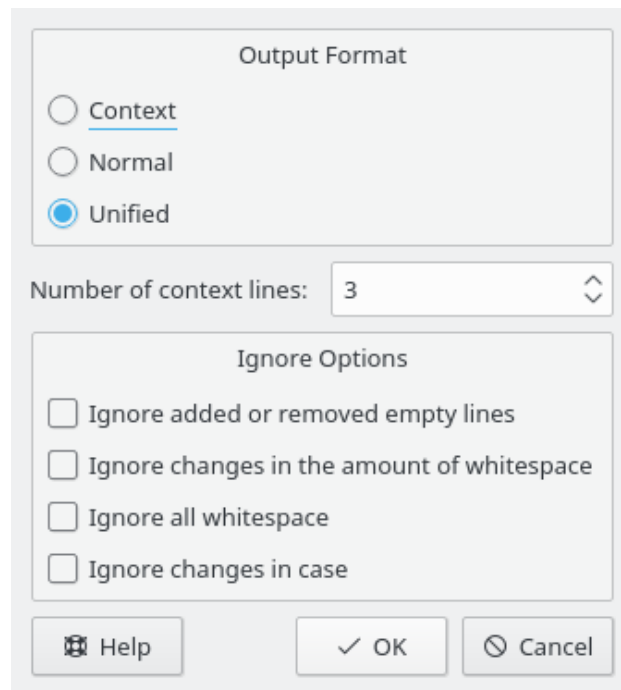 Output Format
Context
Normal
Unified
Number of context lines: 3
Ignore Options
Ignore added or removed empty lines
Ignore changes in the amount of whitespace
Ignore all whitespace
Ignore changes in case
Help OK Cancel